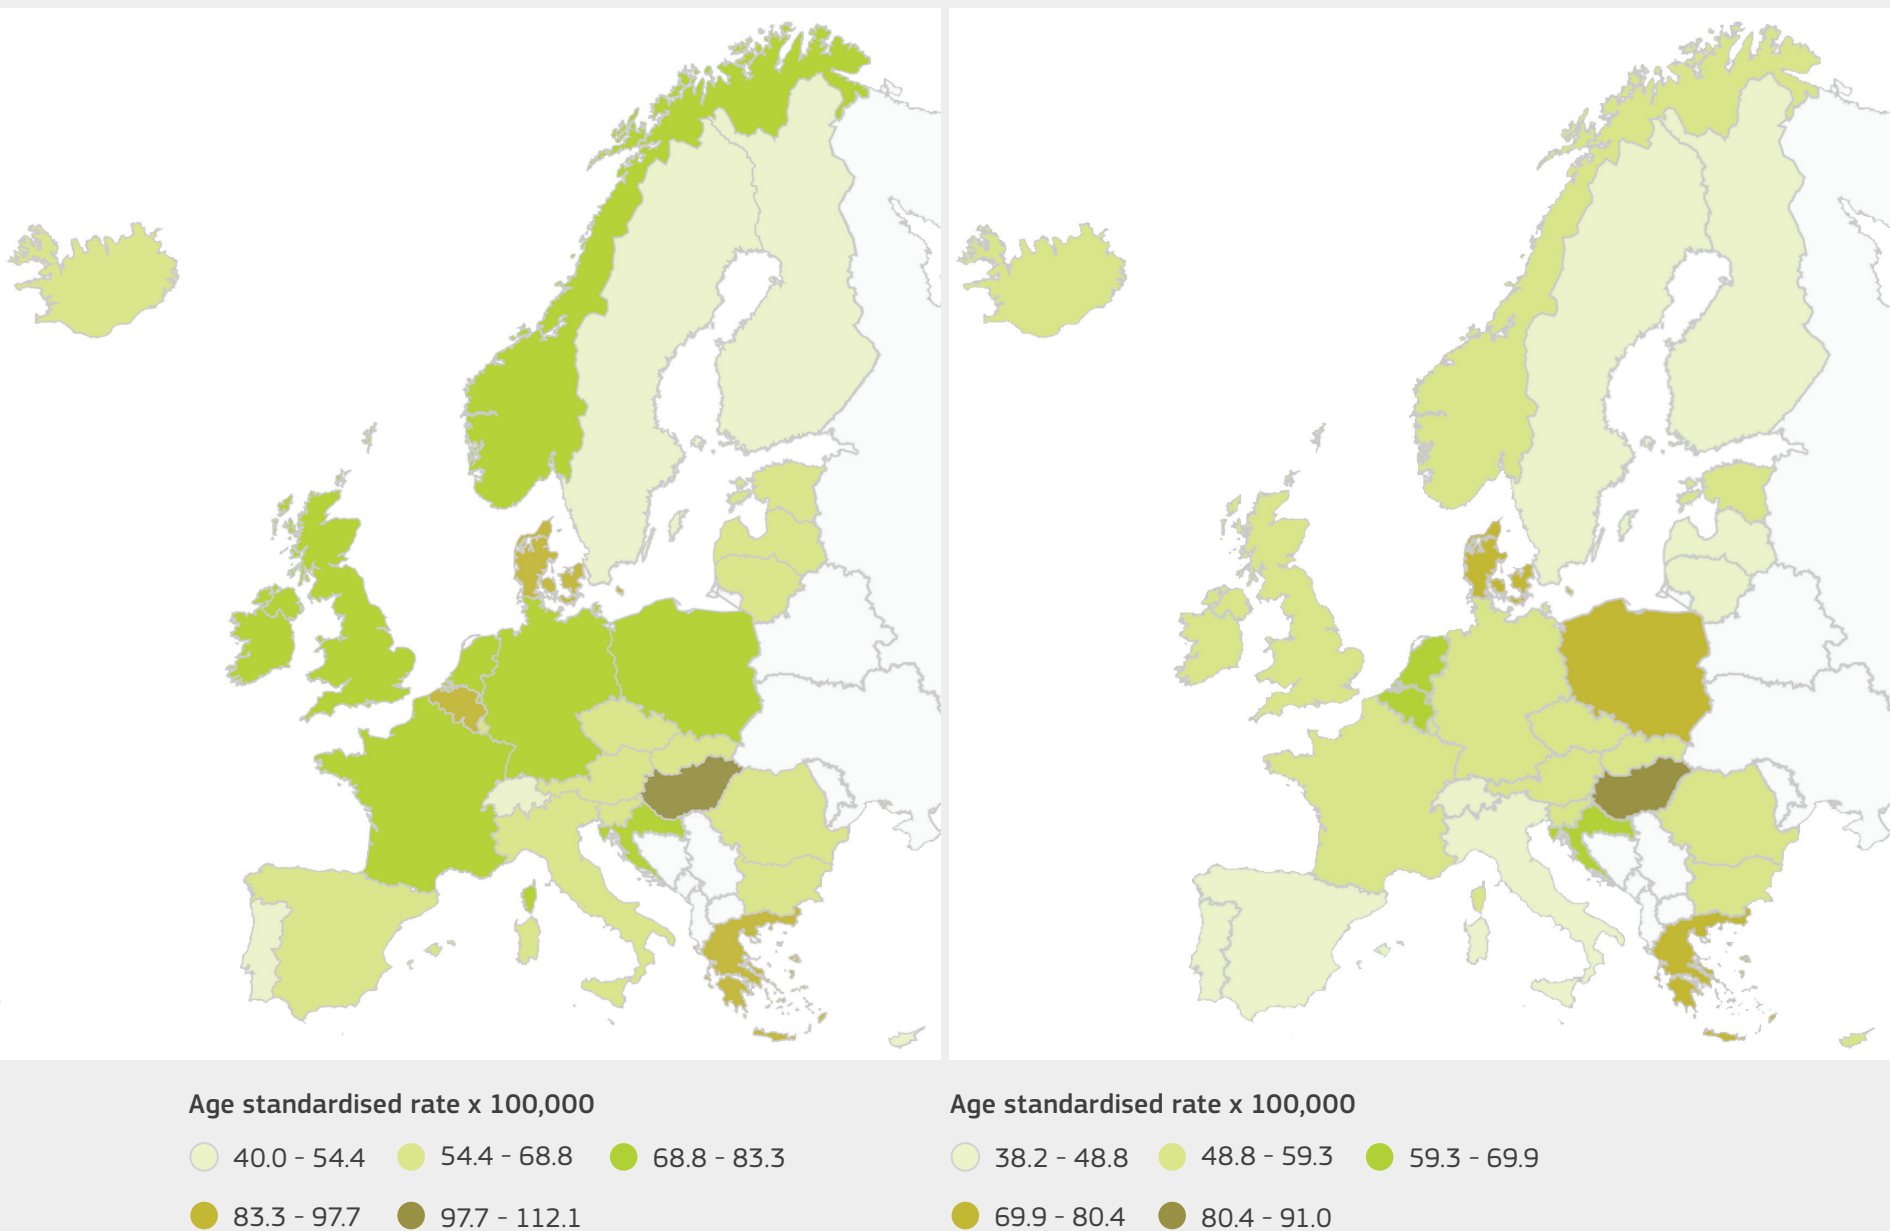 Age standardised rate x 100,000
40.0 - 54.4 54.4 - 68.8 68.8 - 83.3
83.3 - 97.7 97.7 - 112.1
Age standardised rate x 100,000
38.2 - 48.8 48.8 - 59.3 59.3 - 69.9
69.9 - 80.4 80.4 - 91.0